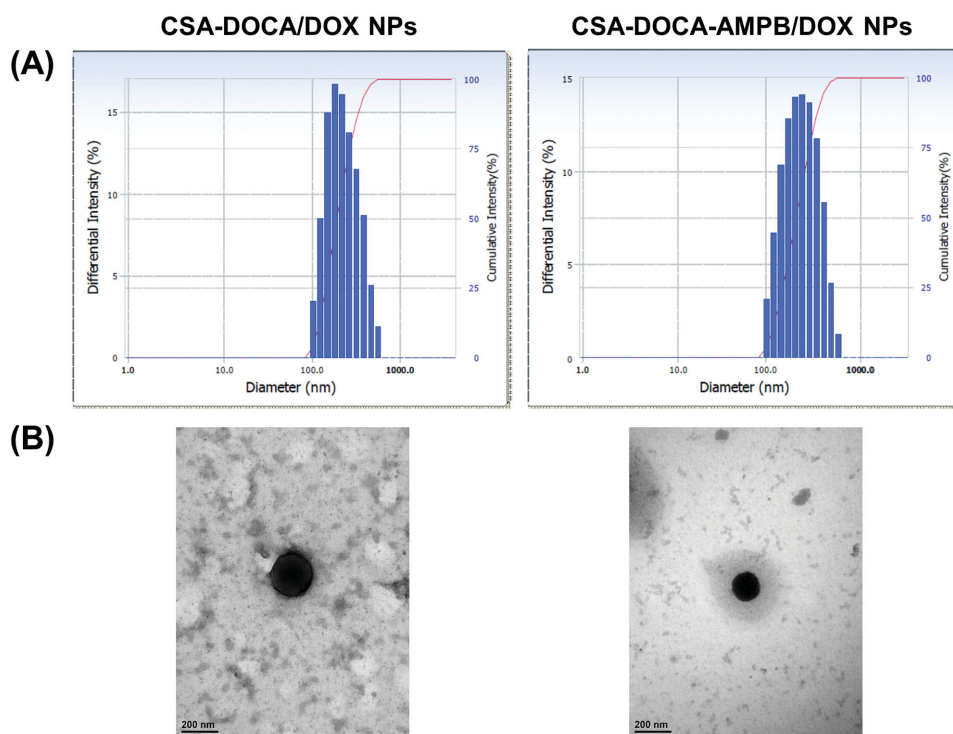 CSA-DOCA/DOX NPs
CSA-DOCA-AMPB/DOX NPs
(A)
Differential Intensity (%)
15
10
5
0
1.0
10.0
100.0
1000.0
Diameter (nm)
100
75
50
25
0
Cumulative Intensity(%)
Differential Intensity (%)
15
10
5
0
1.0
10.0
100.0
1000.0
Diameter (nm)
100
75
50
25
0
Cumulative Intensity(%)
(B)
200 nm
200 nm